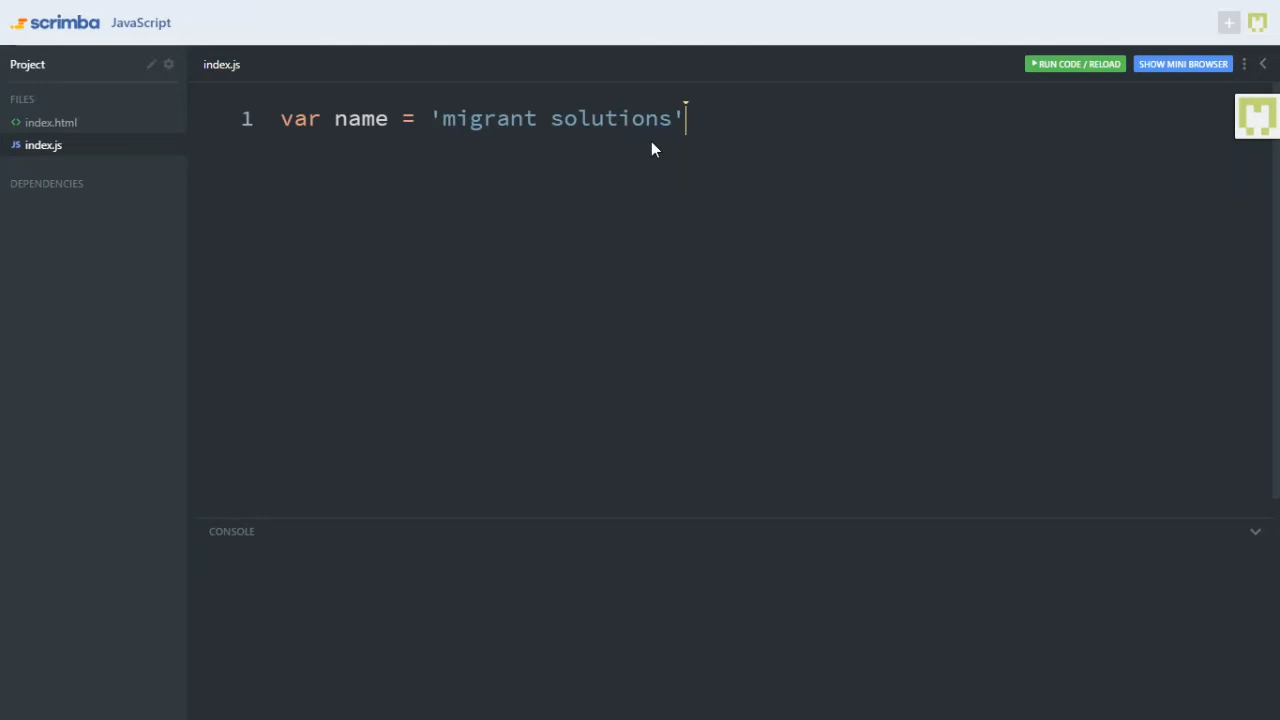 scrimba JavaScript
Project
index.js
RUN CODE / RELOAD
SHOW MINI BROWSER
FILES
index.html
JS index.js
DEPENDENCIES
1 var name = 'migrant solutions'
CONSOLE